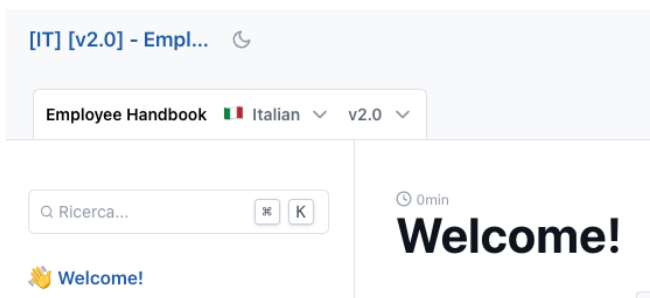 [IT] [v2.0] - Empl...
Employee Handbook Italian v2.0
Ricerca... ⌘ K
0min
Welcome!
Welcome!